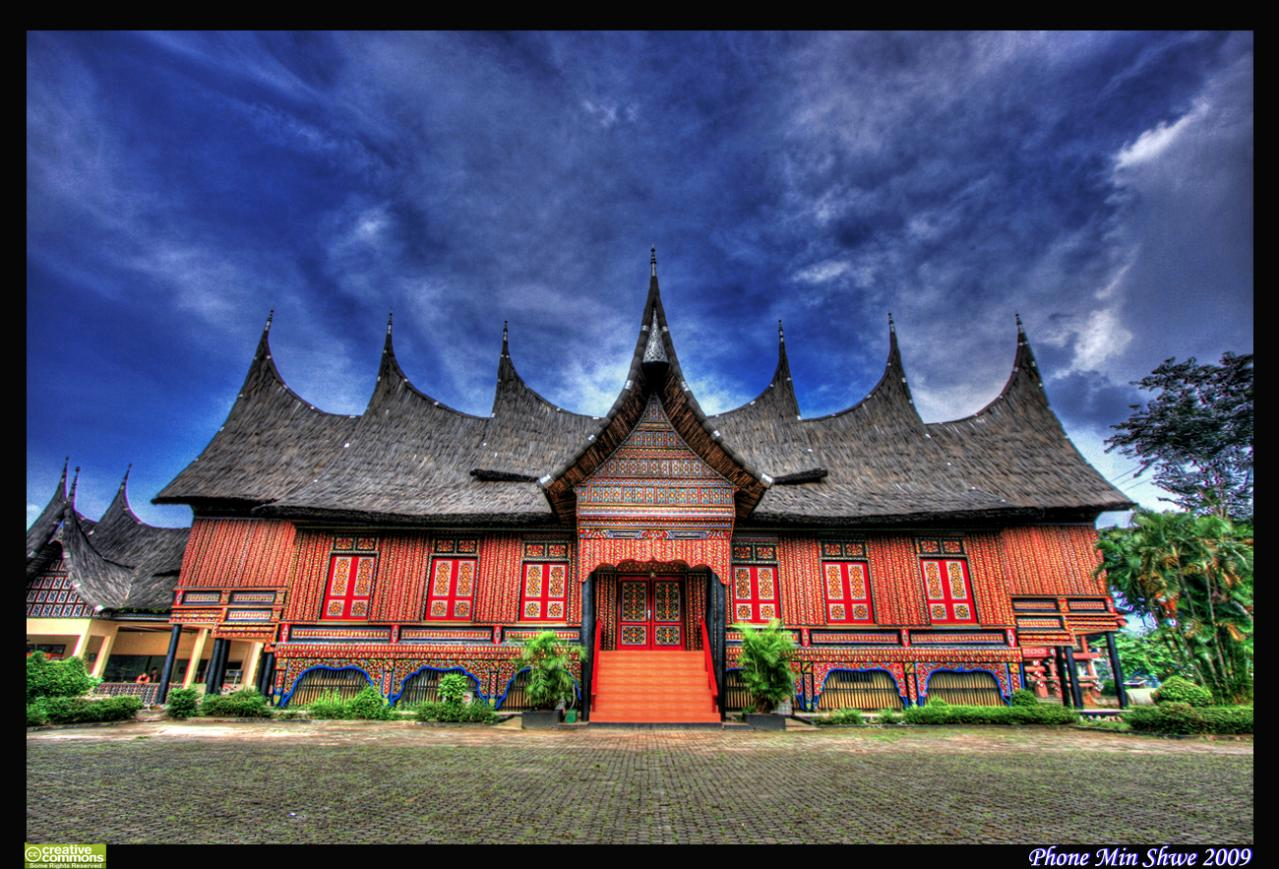 creative
commons
Some Rights Reserved
Phone Min Shwe 2009